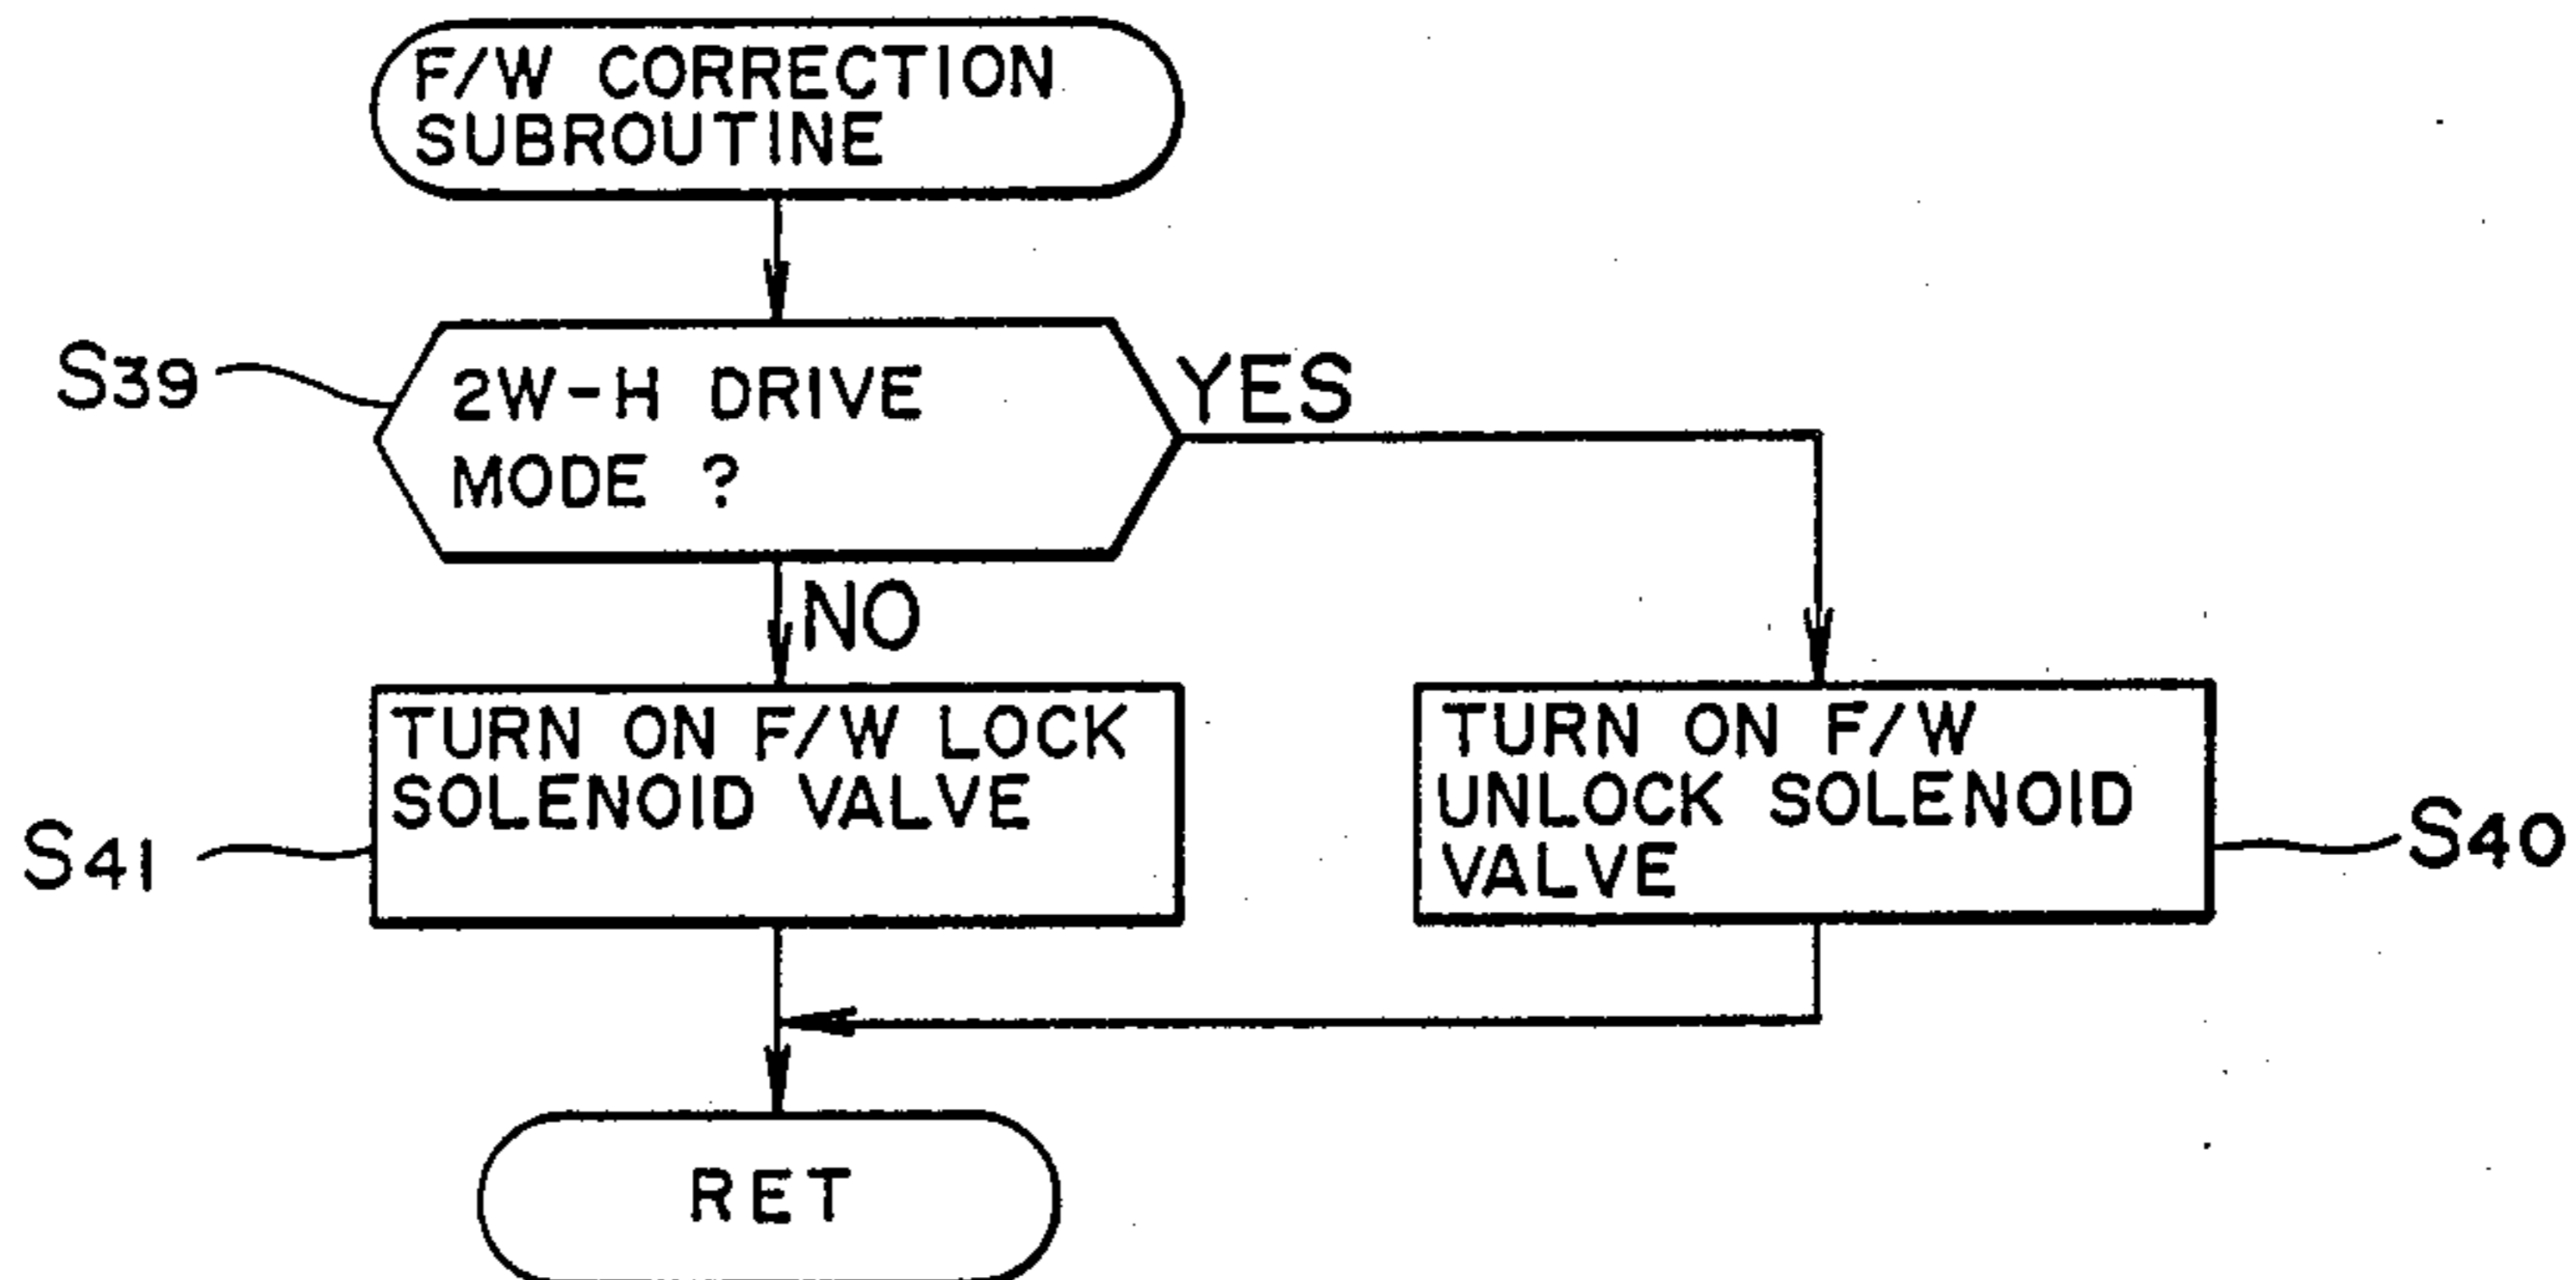 F/W CORRECTION
SUBROUTINE
S39
2W-H DRIVE
MODE ?
YES
NO
TURN ON F/W LOCK
SOLENOID VALVE
S41
TURN ON F/W
UNLOCK SOLENOID
VALVE
S40
RET